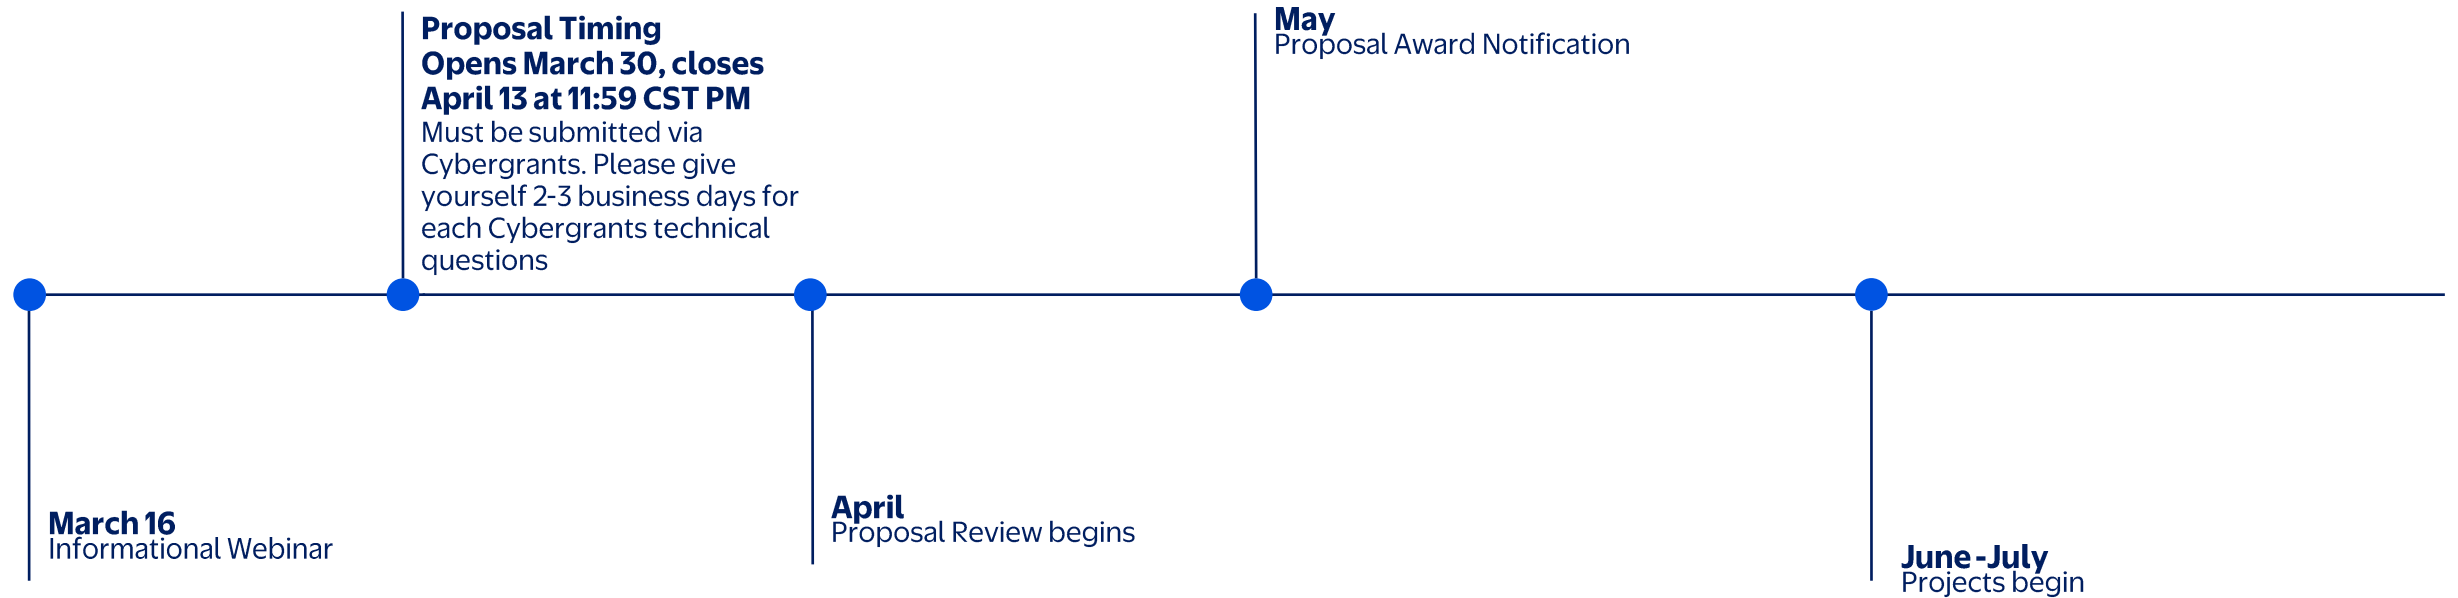 March 16
Informational Webinar
Proposal Timing
Opens March 30, closes
April 13 at 11:59 CST PM
Must be submitted via
Cybergrants. Please give
yourself 2-3 business days for
each Cybergrants technical
questions
April
Proposal Review begins
May
Proposal Award Notification
June -July
Projects begin